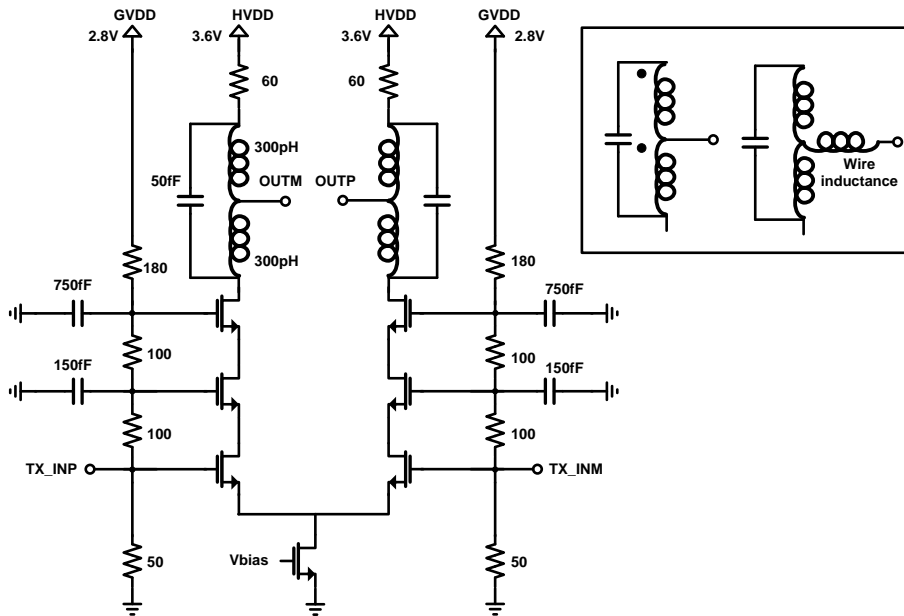 GVDD
HVDD
HVDD
GVDD
2.8V
3.6V
3.6V
2.8V
60
60
300pH
50fF
OUTM
OUTP
Wire
inductance
300pH
180
180
750fF
750fF
100
100
150fF
150fF
100
100
TX_INP
TX_INM
Vbias
50
50